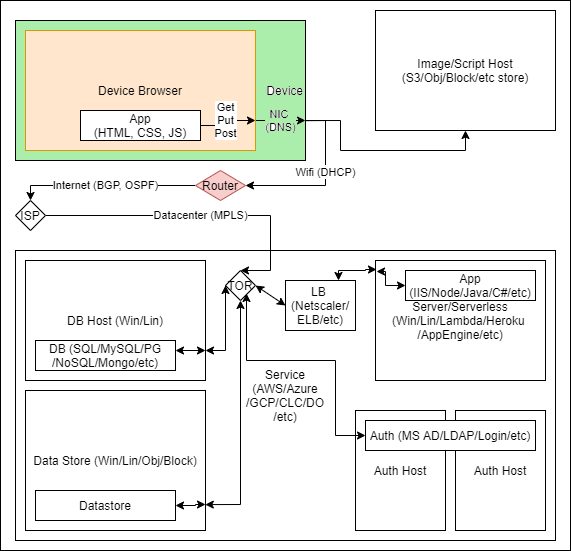 Image/Script Host
(S3/Obj/Block/etc store)
Device Browser
Device
App
(HTML, CSS, JS)
Get
Put
Post
NIC
(DNS)
Wifi (DHCP)
Internet (BGP, OSPF)
Router
ISP
Datacenter (MPLS)
TOR
DB Host (Win/Lin)
DB (SQL/MySQL/PG
/NoSQL/Mongo/etc)
LB
(Netscaler/
ELB/etc)
App
(IIS/Node/Java/C#/etc)
Server/Serverless
(Win/Lin/Lambda/Heroku
/AppEngine/etc)
Service
(AWS/Azure
/GCP/CLC/DO
/etc)
Auth (MS AD/LDAP/Login/etc)
Auth Host
Auth Host
Data Store (Win/Lin/Obj/Block)
Datastore